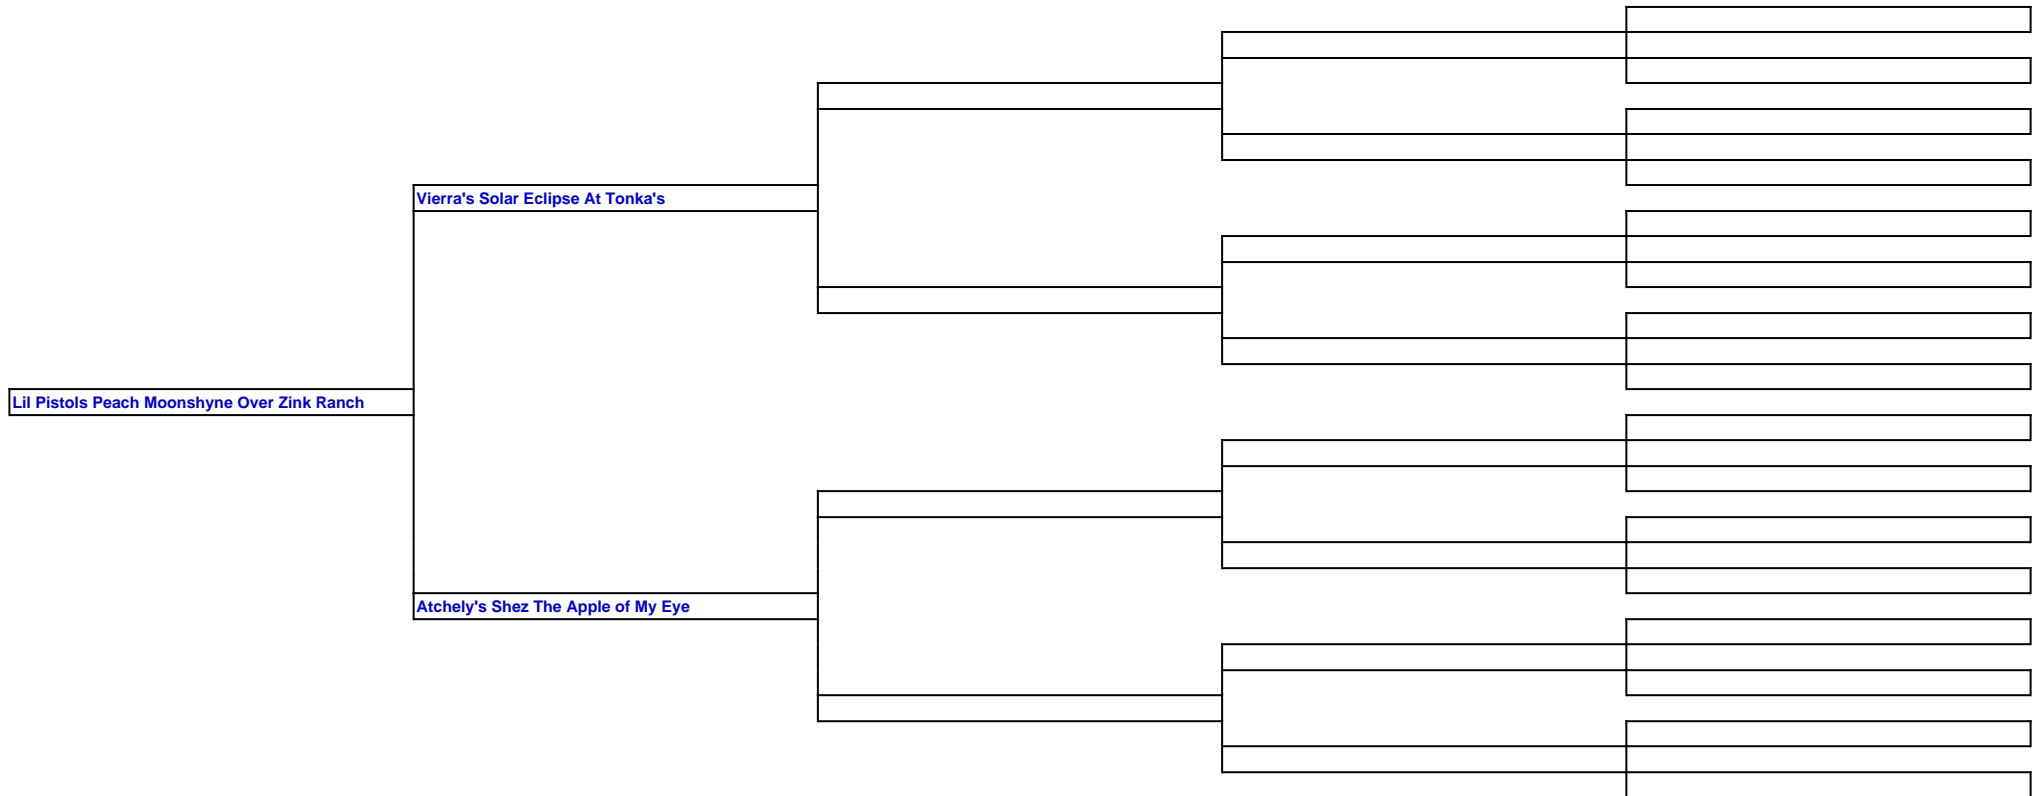 Vierra's Solar Eclipse At Tonka's
Lil Pistols Peach Moonshyne Over Zink Ranch
Atchely's Shez The Apple of My Eye